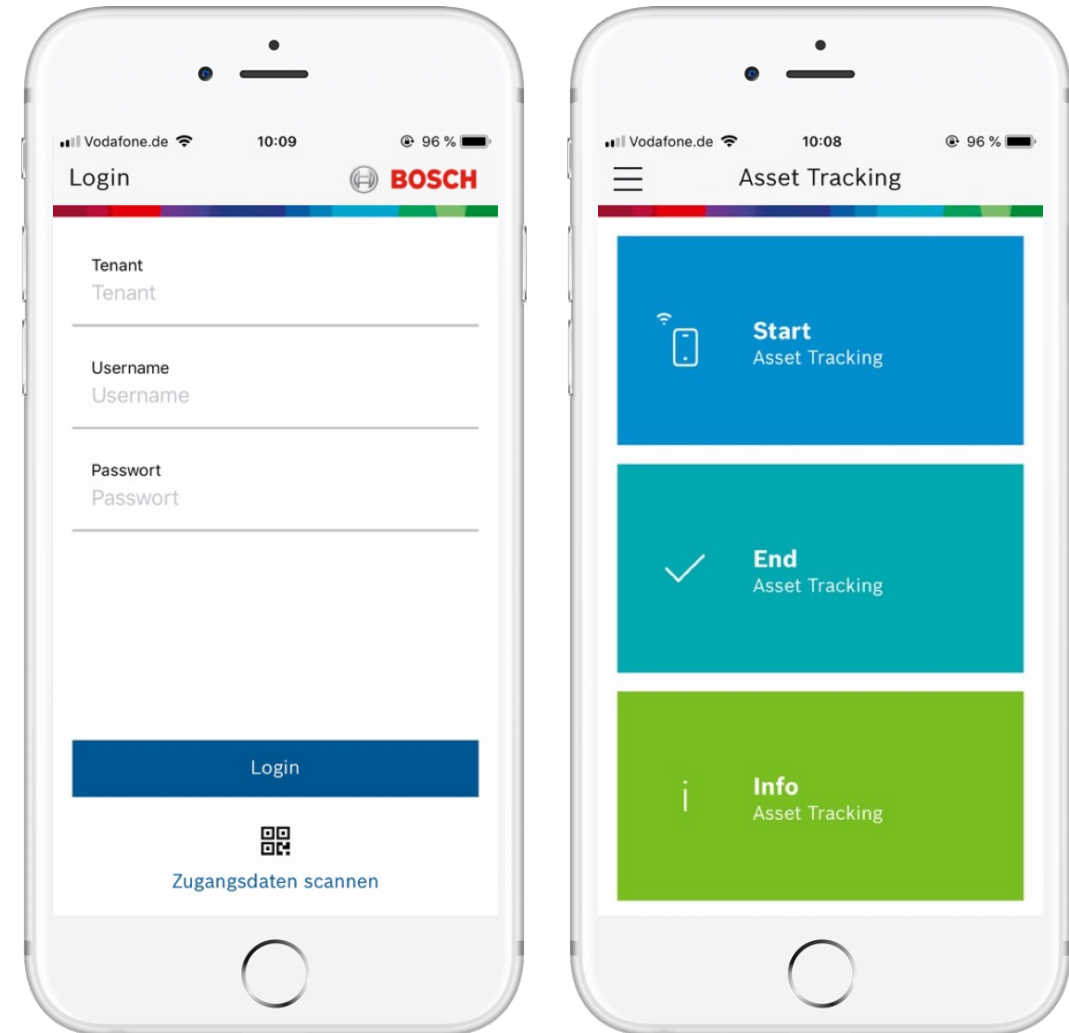 Vodafone.de 10:09 96 %
Login BOSCH
Tenant
Tenant
Username
Username
Passwort
Passwort
Login
Zugangsdaten scannen
Vodafone.de 10:08 96 %
Asset Tracking
Start
Asset Tracking
End
Asset Tracking
Info
Asset Tracking